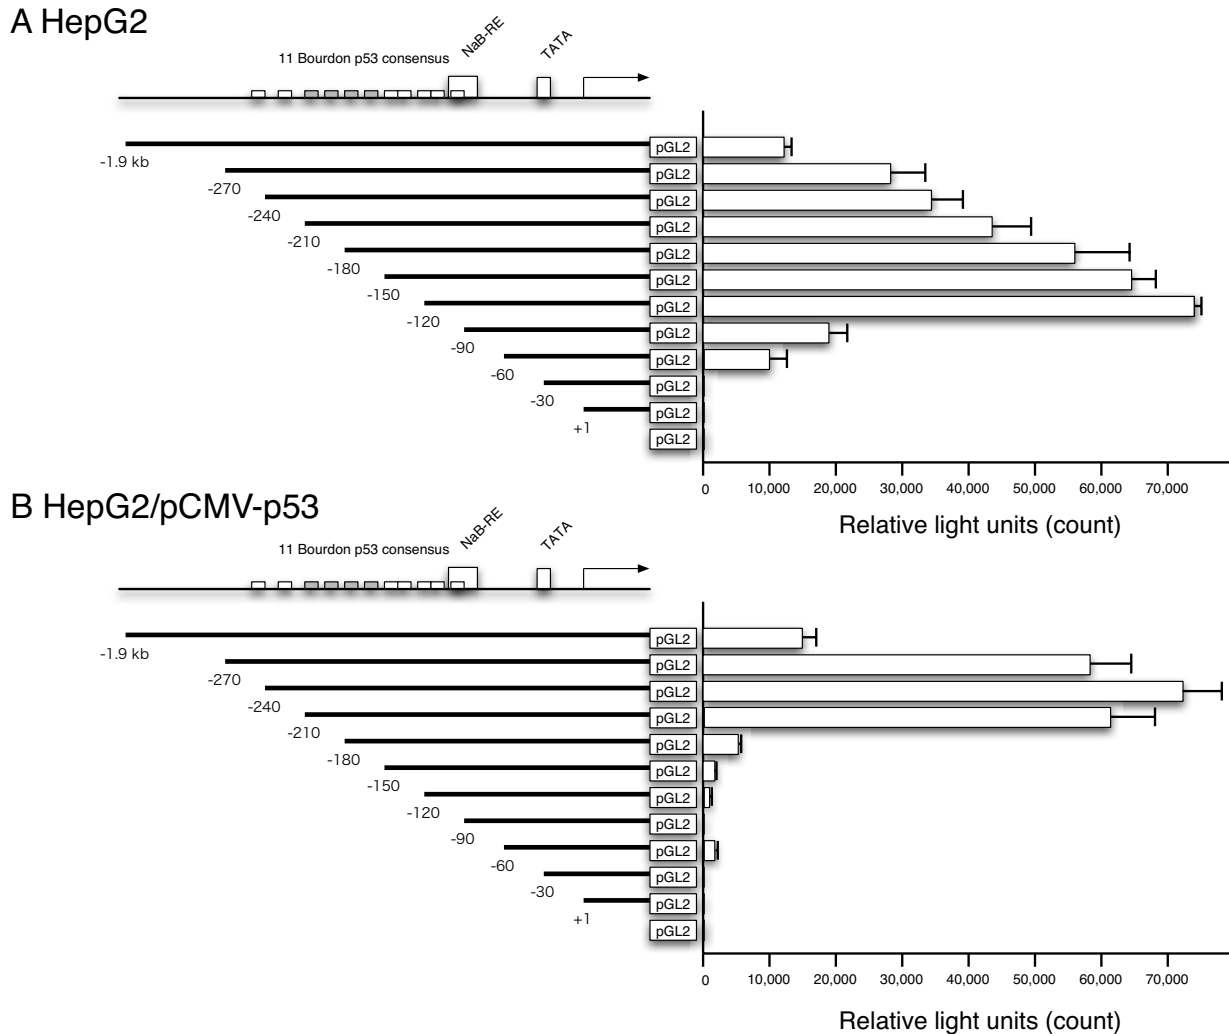 A HepG2
NaB-RE
TATA
11 Bourdon p53 consensus
pGL2
-1.9 kb
pGL2
-270
pGL2
-240
pGL2
-210
pGL2
-180
pGL2
-150
pGL2
-120
pGL2
-90
pGL2
-60
pGL2
-30
pGL2
+1
pGL2
0 10,000 20,000 30,000 40,000 50,000 60,000 70,000
Relative light units (count)
B HepG2/pCMV-p53
NaB-RE
TATA
11 Bourdon p53 consensus
pGL2
-1.9 kb
pGL2
-270
pGL2
-240
pGL2
-210
pGL2
-180
pGL2
-150
pGL2
-120
pGL2
-90
pGL2
-60
pGL2
-30
pGL2
+1
pGL2
0 10,000 20,000 30,000 40,000 50,000 60,000 70,000
Relative light units (count)